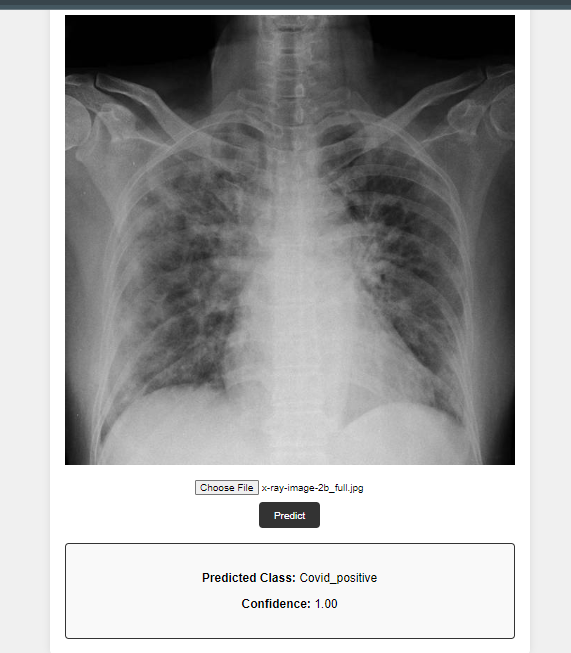 Choose File x-ray-image-2b_full.jpg
Predict
Predicted Class: Covid_positive
Confidence: 1.00